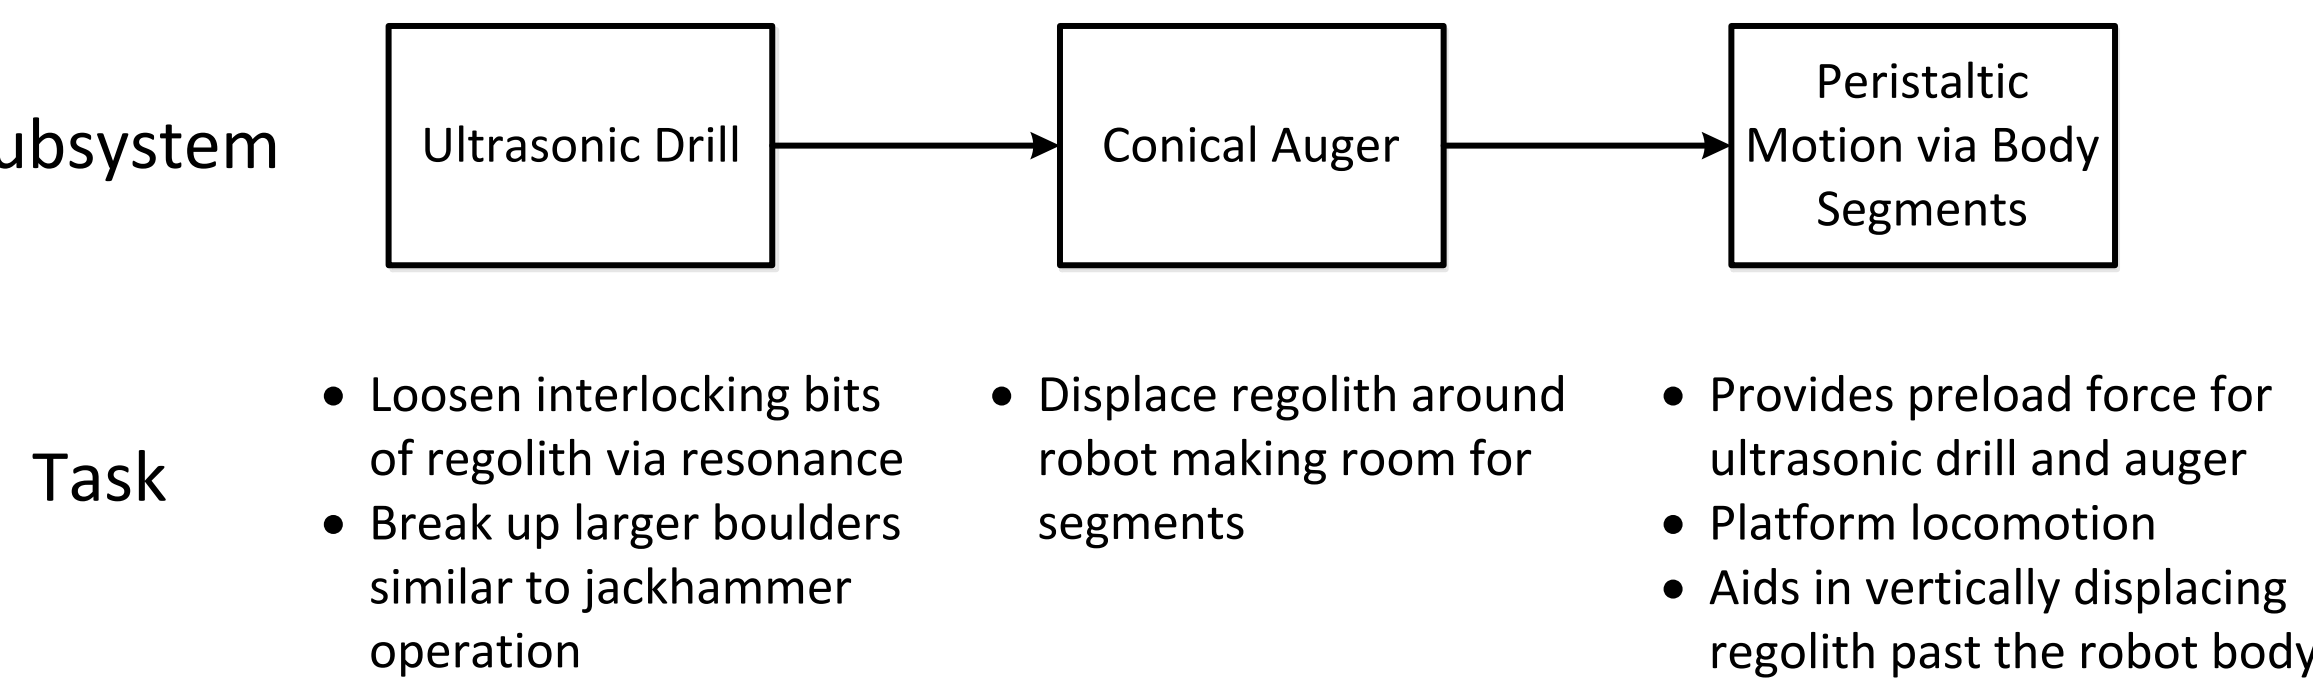 ubsystem
Ultrasonic Drill
Conical Auger
Peristaltic
Motion via Body
Segments
Task
• Loosen interlocking bits
of regolith via resonance
• Break up larger boulders
similar to jackhammer
operation
• Displace regolith around
robot making room for
segments
• Provides preload force for
ultrasonic drill and auger
• Platform locomotion
• Aids in vertically displacing
regolith past the robot body